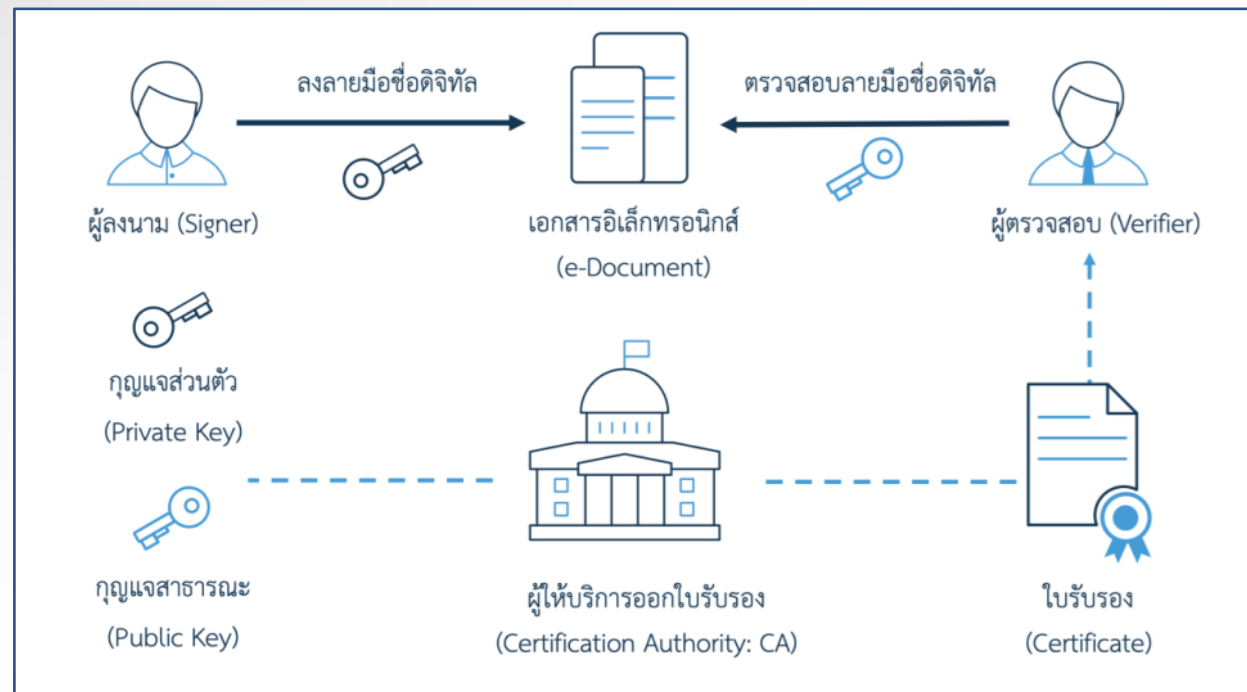 ลงลายมือชื่อดิจิทัล
ตรวจสอบลายมือชื่อดิจิทัล
ผู้ลงนาม (Signer)
เอกสารอิเล็กทรอนิกส์
(e-Document)
ผู้ตรวจสอบ (Verifier)
กุญแจส่วนตัว
(Private Key)
กุญแจสาธารณะ
(Public Key)
ผู้ให้บริการออกใบรับรอง
(Certification Authority: CA)
ใบรับรอง
(Certificate)